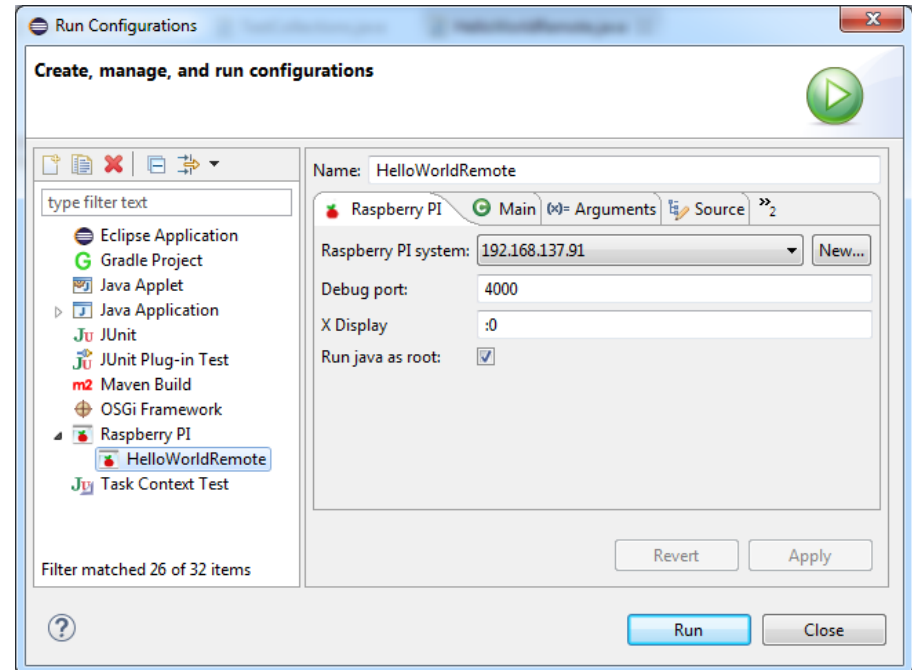 Run Configurations
Create, manage, and run configurations
type filter text
Eclipse Application
Gradle Project
Java Applet
Java Application
JUnit
JUnit Plug-in Test
m2 Maven Build
OSGi Framework
Raspberry PI
HelloWorldRemote
Task Context Test
Filter matched 26 of 32 items
Name: HelloWorldRemote
Raspberry PI Main (x)= Arguments Source »2
Raspberry PI system: 192.168.137.91 New...
Debug port: 4000
X Display :0
Run java as root:
Revert Apply
Run Close